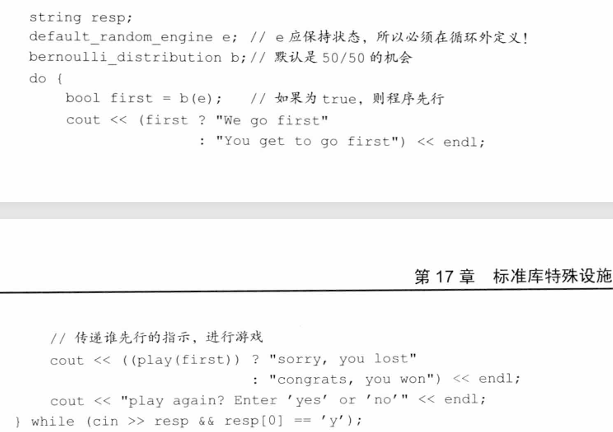 string resp;
default_random_engine e; // e 应保持状态，所以必须在循环外定义！
bernoulli_distribution b;// 默认是 50/50 的机会
do {
bool first = b(e); // 如果为 true，则程序先行
cout << (first ? "We go first"
: "You get to go first") << endl;
第 17 章 标准库特殊设施
// 传递谁先行的指示，进行游戏
cout << ((play(first)) ? "sorry, you lost"
: "congrats, you won") << endl;
cout << "play again? Enter 'yes' or 'no'" << endl;
} while (cin >> resp && resp[0] == 'y');